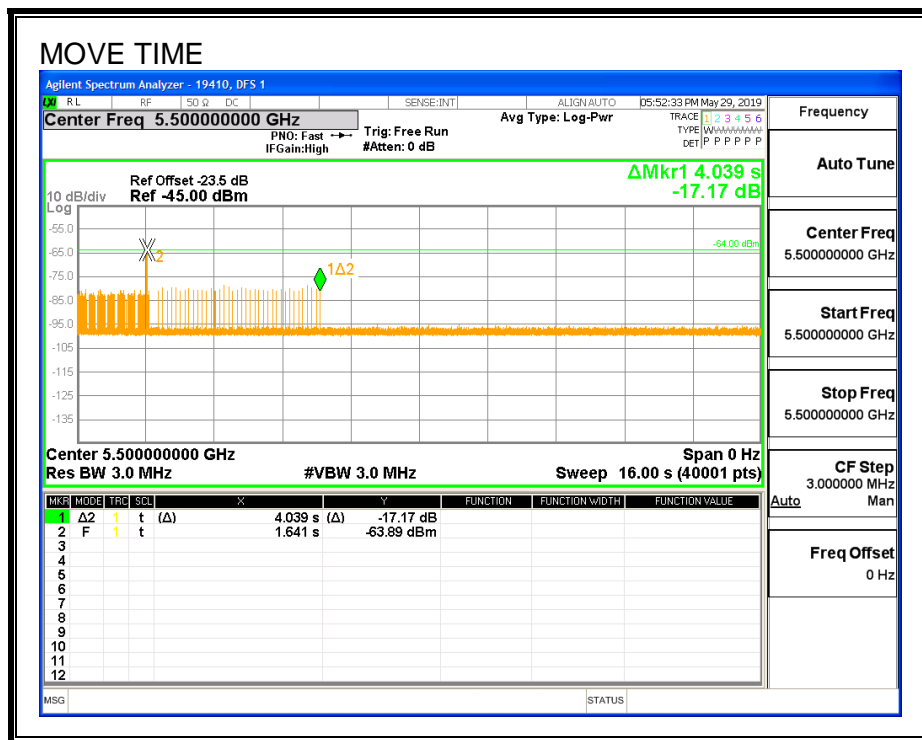 MOVE TIME
Agilent Spectrum Analyzer - 19410, DFS 1
LXI RL RF 50 Ω DC SENSE:INT ALIGN AUTO 05:52:33 PM May 29, 2019
Center Freq 5.500000000 GHz
PNO: Fast
IFGain:High
Trig: Free Run
#Atten: 0 dB
Avg Type: Log-Pwr
TRACE 1 2 3 4 5 6
TYPE W
DET P P P P P P
ΔMkr1 4.039 s
-17.17 dB
Ref Offset -23.5 dB
10 dB/div Ref -45.00 dBm
Log
-55.0
-65.0
-75.0
-85.0
-95.0
-105
-115
-125
-135
-64.00 dBm
2
1Δ2
Center 5.500000000 GHz Span 0 Hz
Res BW 3.0 MHz #VBW 3.0 MHz Sweep 16.00 s (40001 pts)
MKR MODE TRC SCL X Y FUNCTION FUNCTION WIDTH FUNCTION VALUE
1 Δ2 1 t (Δ) 4.039 s (Δ) -17.17 dB
2 F 1 t 1.641 s -63.89 dBm
3
4
5
6
7
8
9
10
11
12
MSG STATUS
Frequency
Auto Tune
Center Freq
5.500000000 GHz
Start Freq
5.500000000 GHz
Stop Freq
5.500000000 GHz
CF Step
3.000000 MHz
Auto Man
Freq Offset
0 Hz